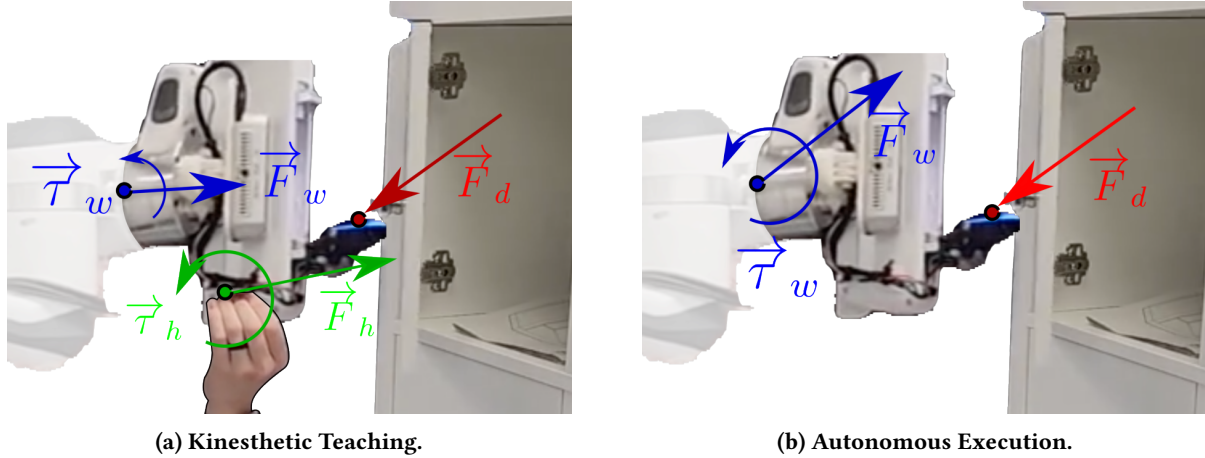 τ⃗ w F⃗ w F⃗ d
τ⃗ h F⃗ h
F⃗ w F⃗ d
τ⃗ w
(a) Kinesthetic Teaching.
(b) Autonomous Execution.